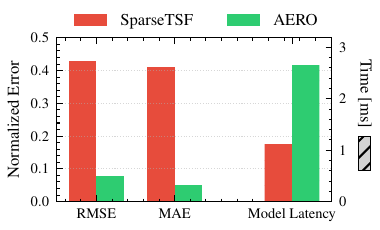 SparseTSF AERO
Normalized Error
0.5
0.4
0.3
0.2
0.1
0.0
RMSE MAE Model Latency
3
2
1
0
Time [ms]